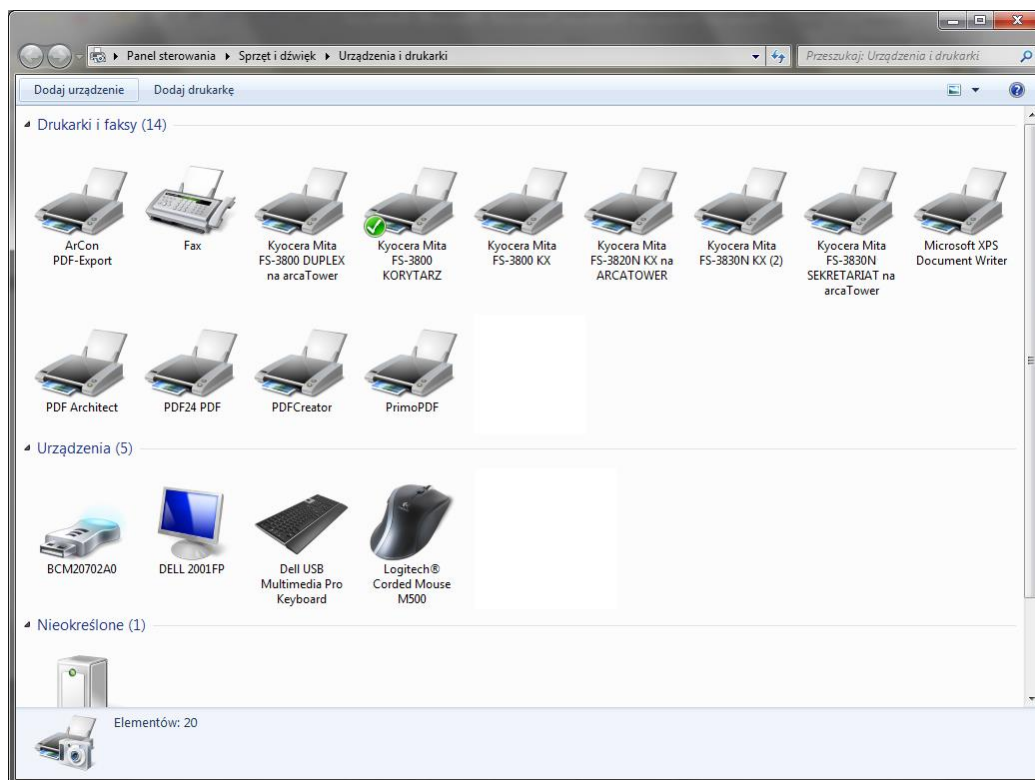 Panel sterowania ▸ Sprzęt i dźwięk ▸ Urządzenia i drukarki
Przeszukaj: Urządzenia i drukarki
Dodaj urządzenie Dodaj drukarkę
Drukarki i faksy (14)
ArCon
PDF-Export
Fax
Kyocera Mita
FS-3800 DUPLEX
na arcaTower
Kyocera Mita
FS-3800
KORYTARZ
Kyocera Mita
FS-3800 KX
Kyocera Mita
FS-3820N KX na
ARCATOWER
Kyocera Mita
FS-3830N KX (2)
Kyocera Mita
FS-3830N
SEKRETARIAT na
arcaTower
Microsoft XPS
Document Writer
PDF Architect
PDF24 PDF
PDFCreator
PrimoPDF
Urządzenia (5)
BCM20702A0
DELL 2001FP
Dell USB
Multimedia Pro
Keyboard
Logitech®
Corded Mouse
M500
Nieokreślone (1)
Elementów: 20